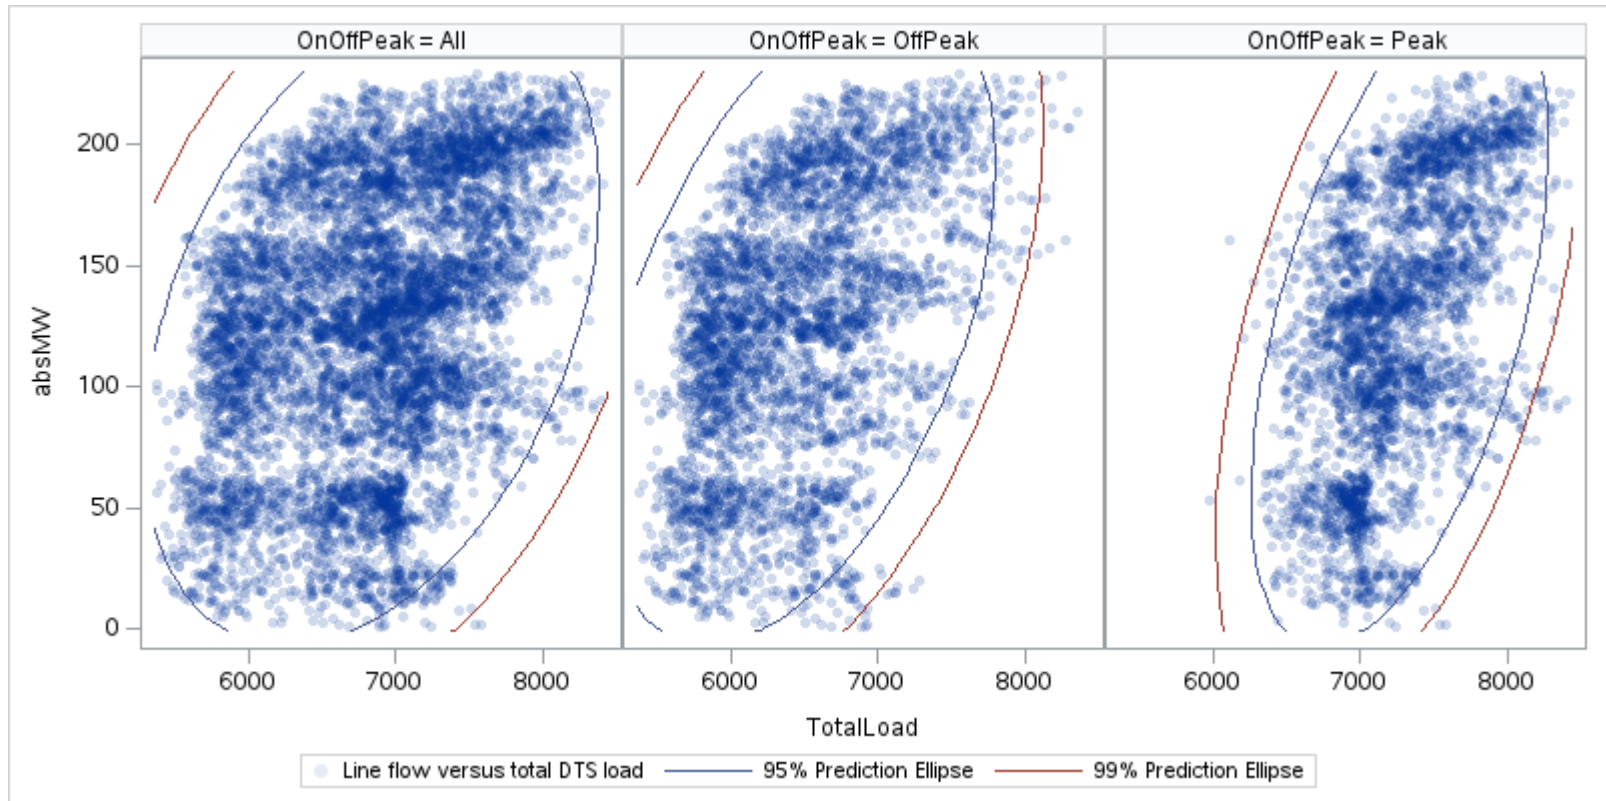 OnOffPeak = All
OnOffPeak = OffPeak
OnOffPeak = Peak
absMW
200
150
100
50
0
6000 7000 8000
6000 7000 8000
6000 7000 8000
TotalLoad
Line flow versus total DTS load 95% Prediction Ellipse 99% Prediction Ellipse